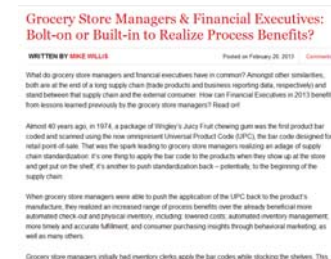 Grocery Store Managers & Financial Executives:
Bolt-on or Built-in to Realize Process Benefits?
WRITTEN BY MIKE WILLIS Posted on February 26, 2013 Comments
What do grocery store managers and financial executives have in common? Amongst other similarities,
both are at the end of a long supply chain (trade products and business reporting data, respectively) and
stand between that supply chain and the external consumer. How can Financial Executives in 2013 benefit
from lessons learned previously by the grocery store managers? Read on!
Almost 40 years ago, in 1974, a package of Wrigley's Juicy Fruit chewing gum was the first product bar
coded and scanned using the now omnipresent Universal Product Code (UPC), the bar code designed for
retail point-of-sale. That was the spark leading to grocery store managers realizing an adage of supply
chain standardization: it's one thing to apply the bar code to the products when they show up at the store
and get put on the shelf, it's another to push standardization back – potentially, to the beginning of the
supply chain.
When grocery store managers were able to push the application of the UPC back to the product's
manufacture, they realized an increased range of process benefits over the already beneficial more
automated check-out and physical inventory, including: lowered costs; automated inventory management;
more timely and accurate fulfillment; and consumer purchasing insights through behavioral marketing; as
well as many others.
Grocery store managers initially had inventory clerks apply the bar codes while stocking the shelves. This